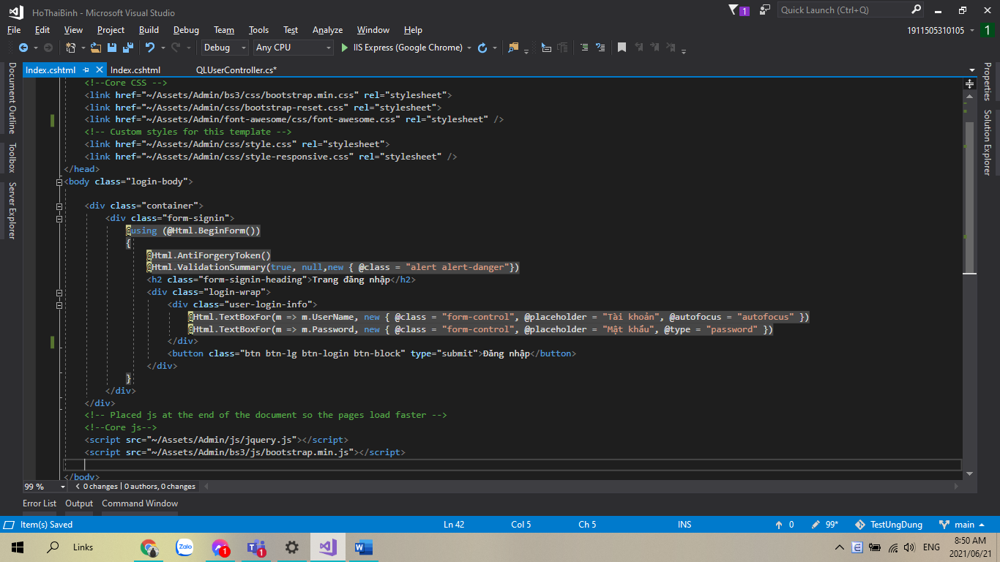 HoThaiBinh - Microsoft Visual Studio
1
Quick Launch (Ctrl+Q)
File Edit View Project Build Debug Team Tools Test Analyze Window Help
1911505310105
1
Debug
Any CPU
IIS Express (Google Chrome)
Index.cshtml
Index.cshtml
QLUserController.cs*
Document Outline
Toolbox
Server Explorer
Properties
Solution Explorer
<!--Core CSS -->
<link href="~/Assets/Admin/bs3/css/bootstrap.min.css" rel="stylesheet">
<link href="~/Assets/Admin/css/bootstrap-reset.css" rel="stylesheet">
<link href="~/Assets/Admin/font-awesome/css/font-awesome.css" rel="stylesheet" />
<!-- Custom styles for this template -->
<link href="~/Assets/Admin/css/style.css" rel="stylesheet">
<link href="~/Assets/Admin/css/style-responsive.css" rel="stylesheet" />
</head>
<body class="login-body">
<div class="container">
<div class="form-signin">
@using (@Html.BeginForm())
{
@Html.AntiForgeryToken()
@Html.ValidationSummary(true, null,new { @class = "alert alert-danger"})
<h2 class="form-signin-heading">Trang đăng nhập</h2>
<div class="login-wrap">
<div class="user-login-info">
@Html.TextBoxFor(m => m.UserName, new { @class = "form-control", @placeholder = "Tài khoản", @autofocus = "autofocus" })
@Html.TextBoxFor(m => m.Password, new { @class = "form-control", @placeholder = "Mật khẩu", @type = "password" })
</div>
<button class="btn btn-lg btn-login btn-block" type="submit">Đăng nhập</button>
</div>
}
</div>
</div>
<!-- Placed js at the end of the document so the pages load faster -->
<!--Core js-->
<script src="~/Assets/Admin/js/jquery.js"></script>
<script src="~/Assets/Admin/bs3/js/bootstrap.min.js"></script>
</body>
99 %
0 changes | 0 authors, 0 changes
Error List Output Command Window
Item(s) Saved
Ln 42
Col 5
Ch 5
INS
0
99*
TestUngDung
main
Links
Zalo
1
1
ENG
8:50 AM
2021/06/21